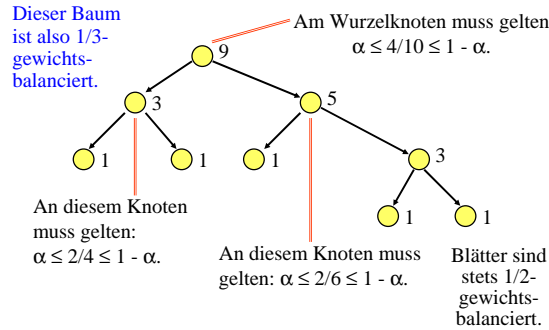 Dieser Baum
ist also 1/3-
gewichts-
balanciert.
Am Wurzelknoten muss gelten
α ≤ 4/10 ≤ 1 - α.
9
3
5
1
1
1
3
1
1
An diesem Knoten
muss gelten:
α ≤ 2/4 ≤ 1 - α.
An diesem Knoten muss
gelten: α ≤ 2/6 ≤ 1 - α.
Blätter sind
stets 1/2-
gewichts-
balanciert.